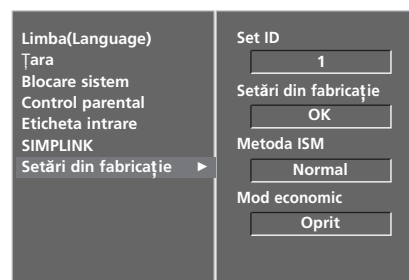 Limba(Language)
Țara
Blocare sistem
Control parental
Eticheta intrare
SIMPLINK
Setări din fabricație ►
Set ID
1
Setări din fabricație
OK
Metoda ISM
Normal
Mod economic
Oprit